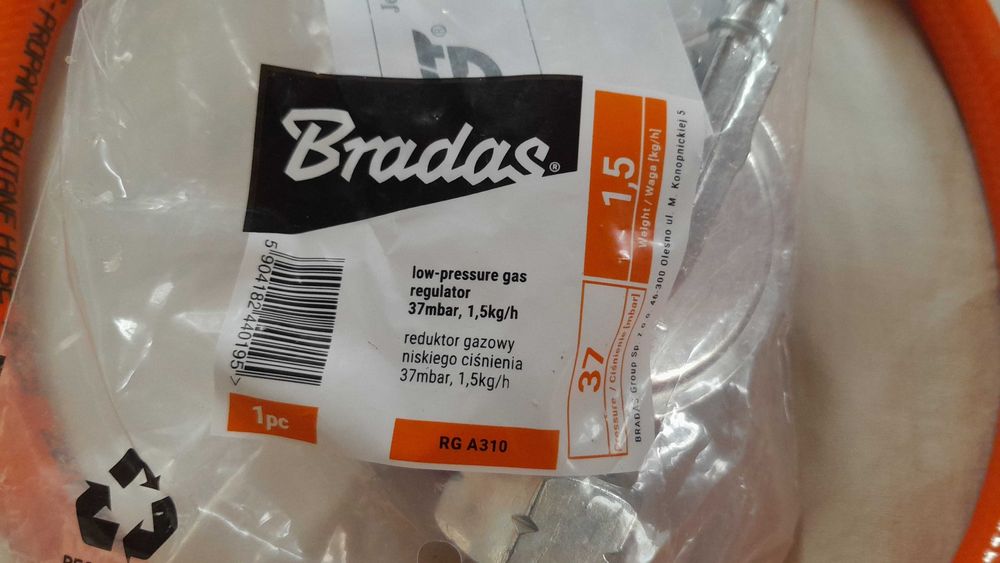 - PROPANE - BUTANE HOSE
Bradas®
low-pressure gas
regulator
37mbar, 1,5kg/h
reduktor gazowy
niskiego ciśnienia
37mbar, 1,5kg/h
5 904182 440195 >
1pc
RG A310
1,5
Weight / Waga [kg/h]
37
Pressure / Ciśnienie [mbar]
BRADAS Group Sp. z o.o. 46-300 Olesno ul. M. Konopnickiej 5